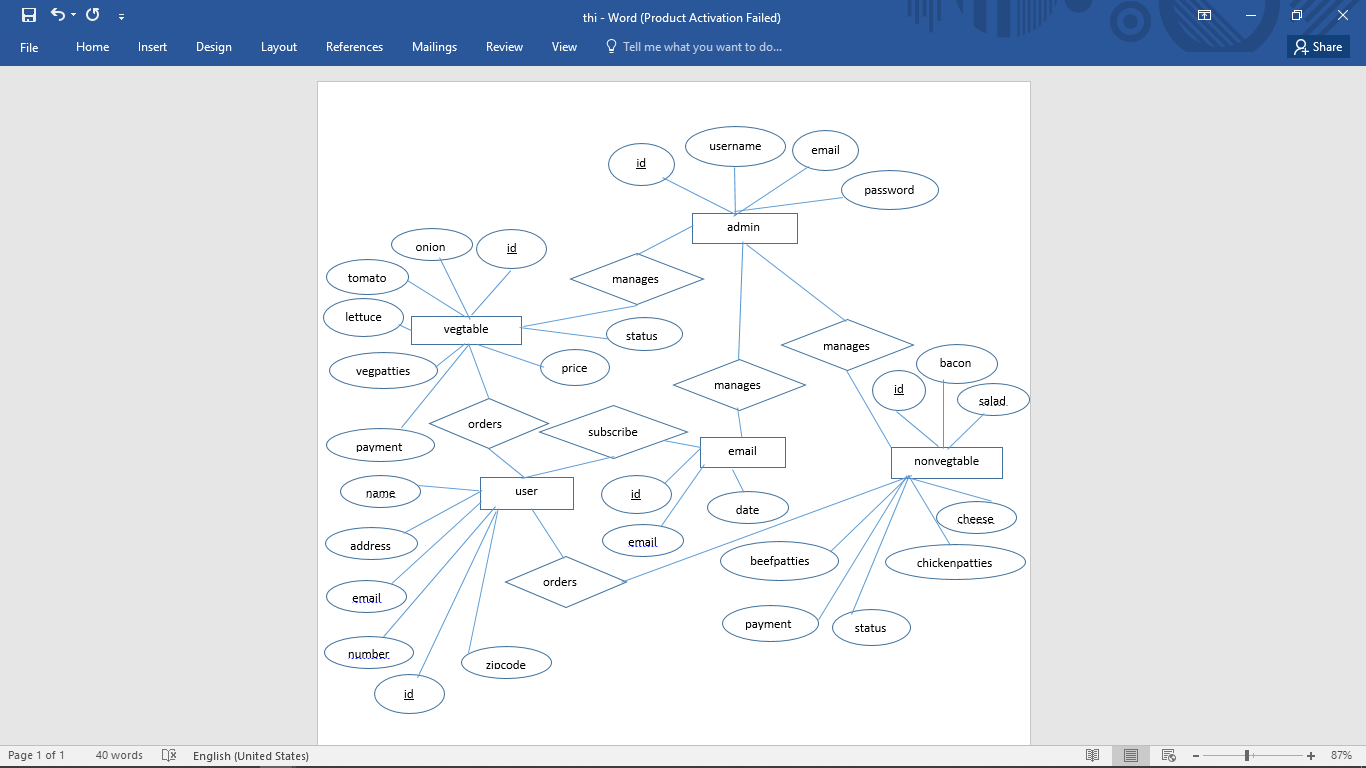 thi - Word (Product Activation Failed)
File Home Insert Design Layout References Mailings Review View Tell me what you want to do... Share
username
id
email
password
admin
onion
id
tomato
manages
lettuce
vegtable
status
manages
vegpatties
price
bacon
manages
id
salad
orders
subscribe
payment
email
nonvegtable
name
user
id
date
cheese
address
email
beefpatties
chickenpatties
orders
email
payment
status
number
zipcode
id
Page 1 of 1 40 words English (United States) 87%